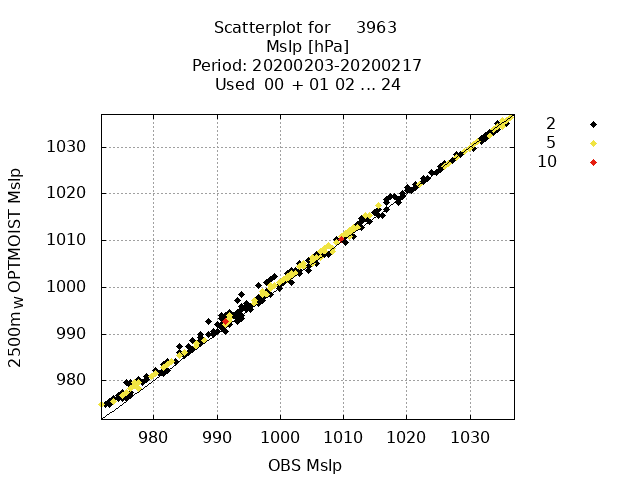 Scatterplot for 3963
Mslp [hPa]
Period: 20200203-20200217
Used 00 + 01 02 ... 24
2
5
10
1030
1020
1010
1000
990
980
2500m w OPTMOIST Mslp
980 990 1000 1010 1020 1030
OBS Mslp